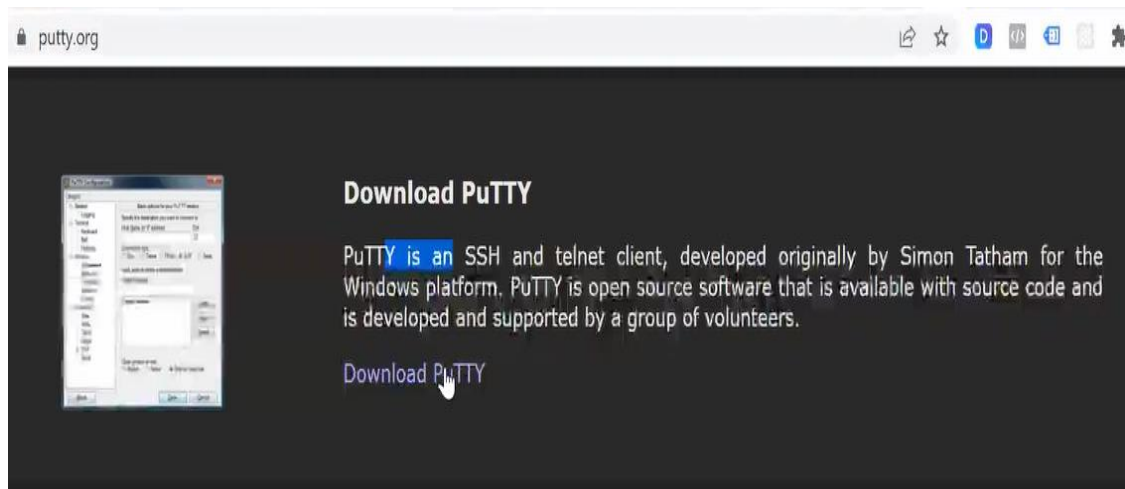 putty.org
Download PuTTY
PuTTY is an SSH and telnet client, developed originally by Simon Tatham for the
Windows platform. PuTTY is open source software that is available with source code and
is developed and supported by a group of volunteers.
Download PuTTY